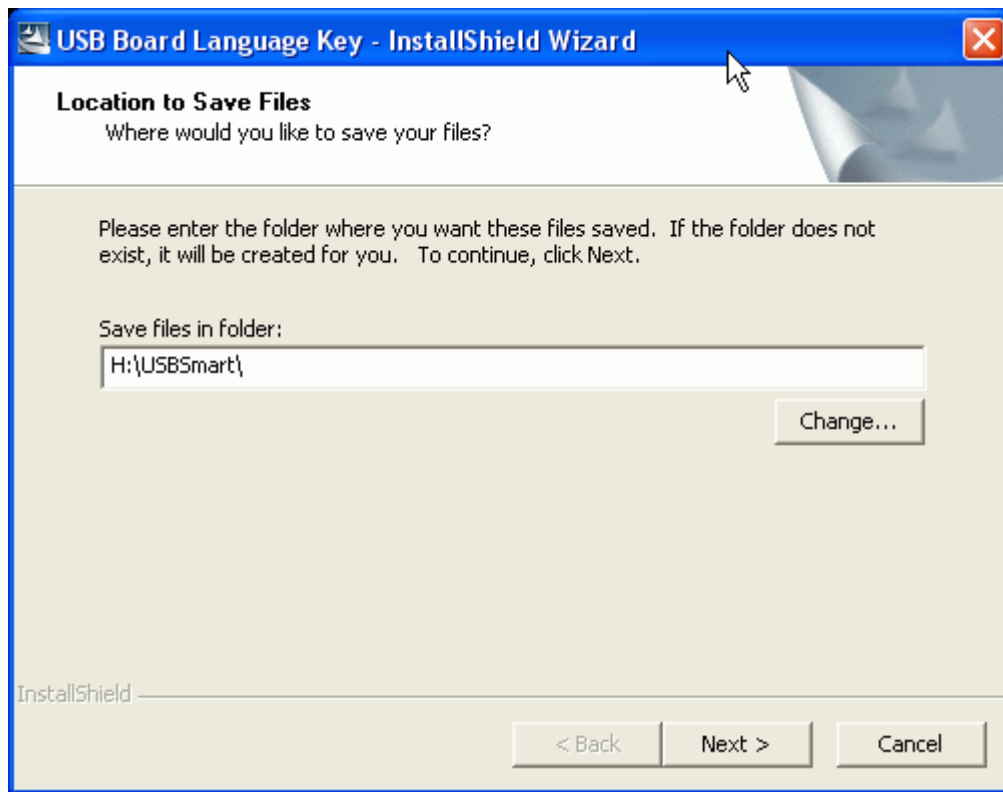 USB Board Language Key - InstallShield Wizard
Location to Save Files
Where would you like to save your files?
Please enter the folder where you want these files saved.  If the folder does not
exist, it will be created for you.   To continue, click Next.
Save files in folder:
H:\USBSmart\
Change...
InstallShield
< Back
Next >
Cancel